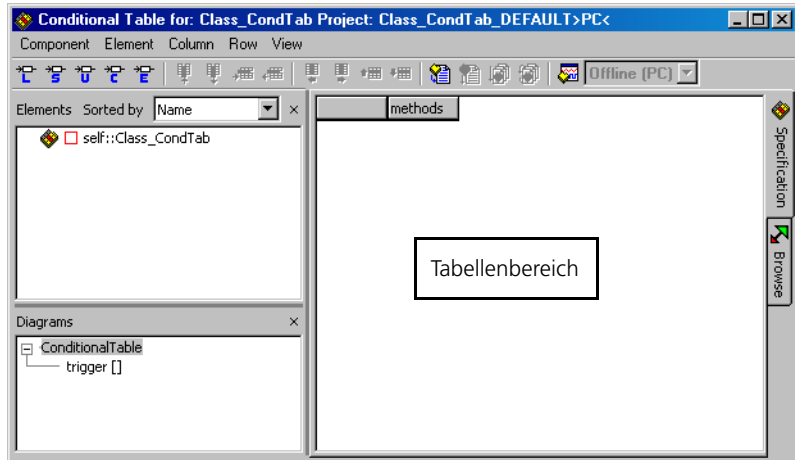 Conditional Table for: Class_CondTab Project: Class_CondTab_DEFAULT>PC<
Component Element Column Row View
L S U C E Offline (PC)
Elements Sorted by Name
self::Class_CondTab
methods
Tabellenbereich
Specification
Browse
Diagrams
ConditionalTable
trigger []